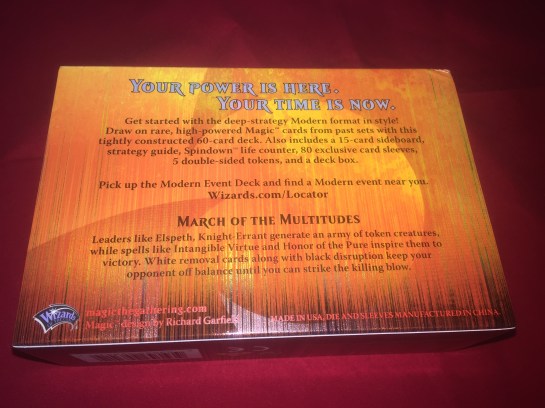 YOUR POWER IS HERE.
YOUR TIME IS NOW.
Get started with the deep-strategy Modern format in style!
Draw on rare, high-powered Magic™ cards from past sets with this
tightly constructed 60-card deck. Also includes a 15-card sideboard,
strategy guide, Spindown™ life counter, 80 exclusive card sleeves,
5 double-sided tokens, and a deck box.
Pick up the Modern Event Deck and find a Modern event near you.
Wizards.com/Locator
MARCH OF THE MULTITUDES
Leaders like Elspeth, Knight-Errant generate an army of token creatures,
while spells like Intangible Virtue and Honor of the Pure inspire them to
victory. White removal cards along with black disruption keep your
opponent off balance until you can strike the killing blow.
Wizards
magicthegathering.com
Magic design by Richard Garfield
MADE IN USA, DIE AND SLEEVES MANUFACTURED IN CHINA